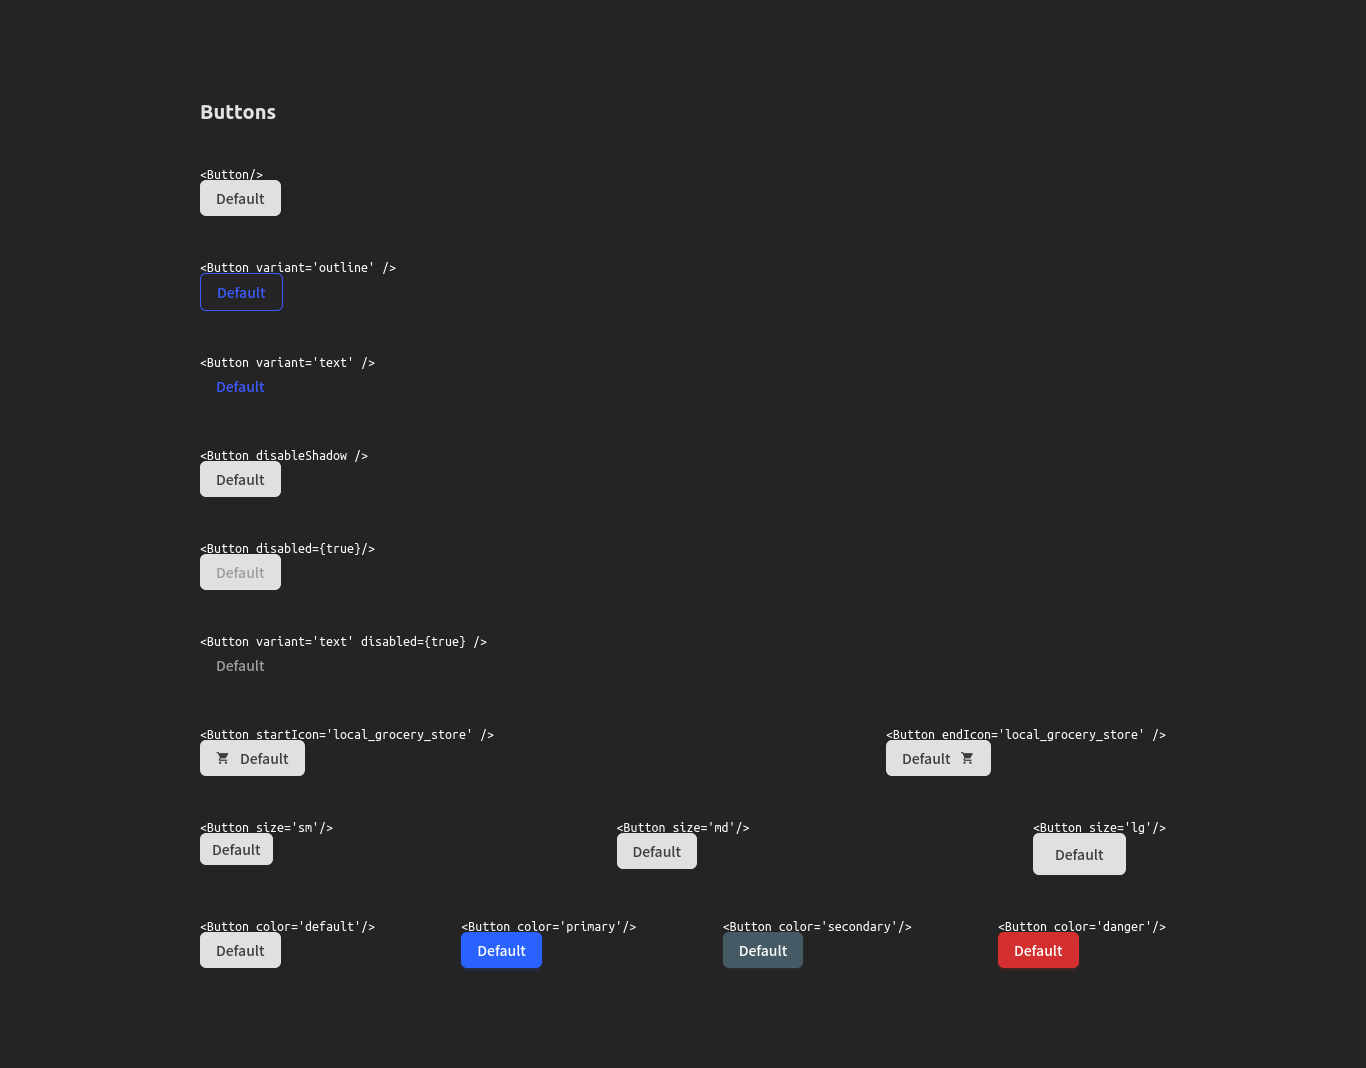 Buttons
<Button/>
Default
<Button variant='outline' />
Default
<Button variant='text' />
Default
<Button disableShadow />
Default
<Button disabled={true}/>
Default
<Button variant='text' disabled={true} />
Default
<Button startIcon='local_grocery_store' /> <Button endIcon='local_grocery_store' />
Default Default
<Button size='sm'/> <Button size='md'/> <Button size='lg'/>
Default Default Default
<Button color='default'/> <Button color='primary'/> <Button color='secondary'/> <Button color='danger'/>
Default Default Default Default